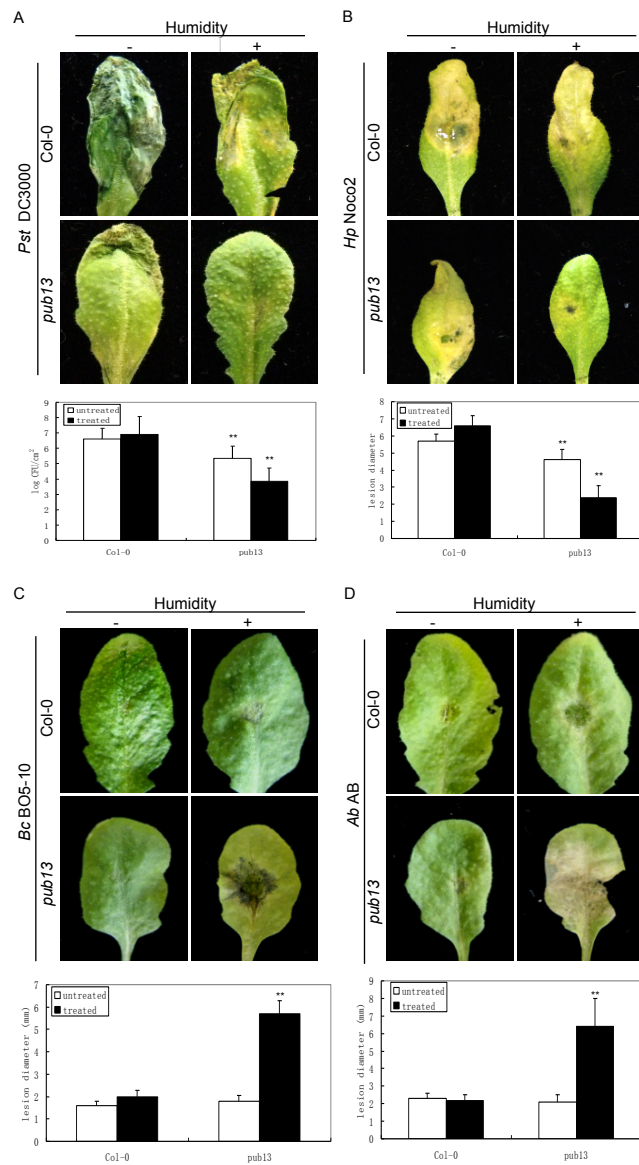 A
Humidity
- +
Pst DC3000
Col-0
pub13
untreated
treated
log CFU/cm²
9
8
7
6
5
4
3
2
1
0
**
**
Col-0 pub13
B
Humidity
- +
Hp Noco2
Col-0
pub13
untreated
treated
lesion diameter
8
7
6
5
4
3
2
1
0
**
**
Col-0 pub13
C
Humidity
- +
Bc BO5-10
Col-0
pub13
untreated
treated
lesion diameter (mm)
7
6
5
4
3
2
1
0
**
Col-0 pub13
D
Humidity
- +
Ab AB
Col-0
pub13
untreated
treated
lesion diameter (mm)
9
8
7
6
5
4
3
2
1
0
**
Col-0 pub13